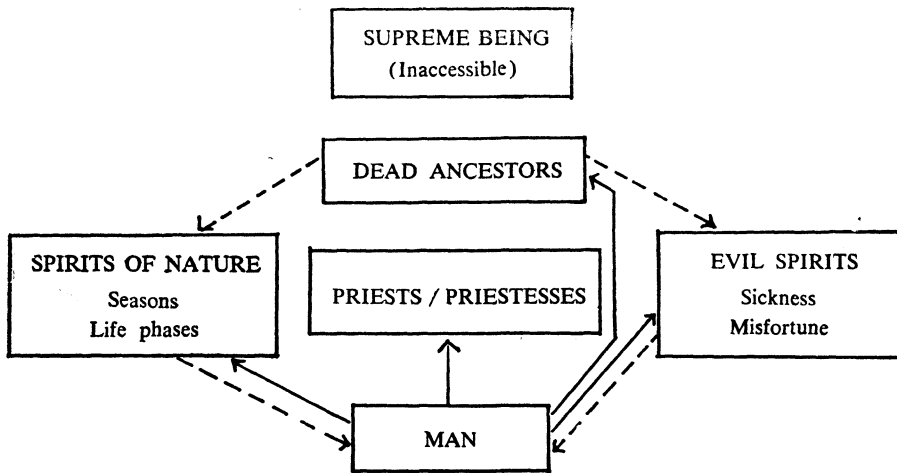 SUPREME BEING
(Inaccessible)
DEAD ANCESTORS
SPIRITS OF NATURE
Seasons
Life phases
PRIESTS / PRIESTESSES
EVIL SPIRITS
Sickness
Misfortune
MAN